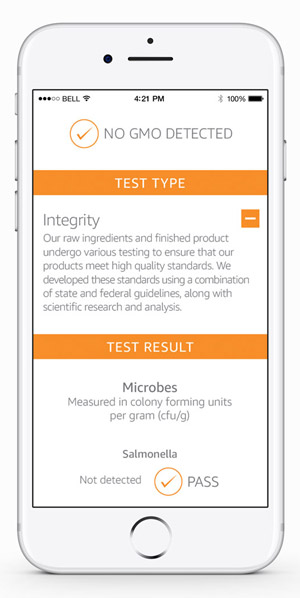 BELL 4:21 PM 100%
NO GMO DETECTED
TEST TYPE
Integrity
Our raw ingredients and finished product
undergo various testing to ensure that our
products meet high quality standards. We
developed these standards using a combination
of state and federal guidelines, along with
scientific research and analysis.
TEST RESULT
Microbes
Measured in colony forming units
per gram (cfu/g)
Salmonella
Not detected PASS